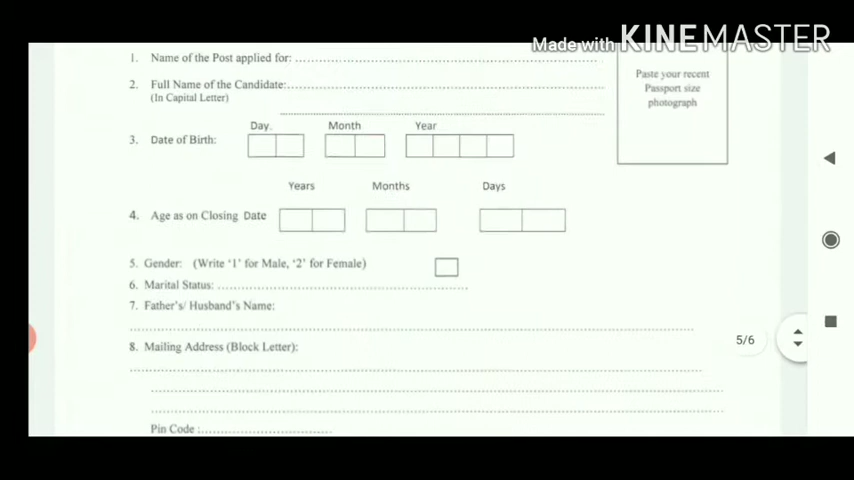 Made with KINEMASTER
1. Name of the Post applied for: ............................................................
Paste your recent
Passport size
photograph
2. Full Name of the Candidate:............................................................
(In Capital Letter)
............................................................
Day. Month Year
3. Date of Birth:
Years Months Days
4. Age as on Closing Date
5. Gender: (Write ‘1’ for Male, ‘2’ for Female)
6. Marital Status: ............................................................
7. Father’s/ Husband’s Name:
............................................................
5/6
8. Mailing Address (Block Letter):
............................................................
............................................................
............................................................
Pin Code :..............................